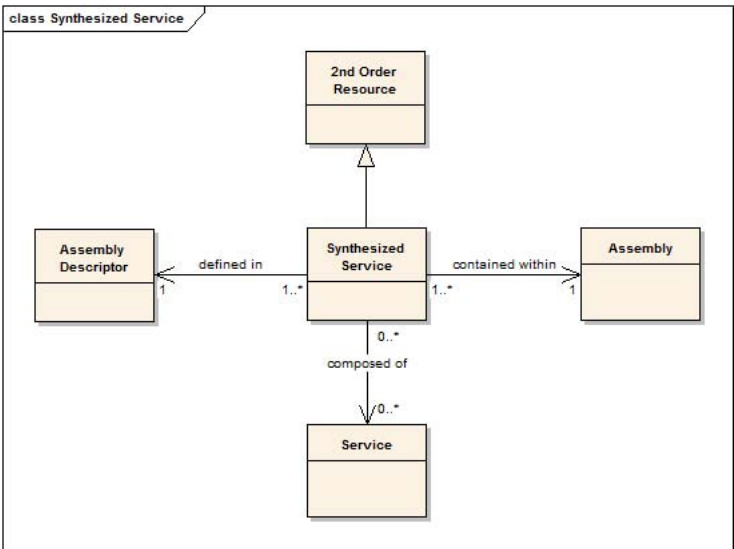 class Synthesized Service
2nd Order
Resource
Assembly
Descriptor
defined in
1
1..*
Synthesized
Service
contained within
1..*
1
Assembly
0..*
composed of
0..*
Service